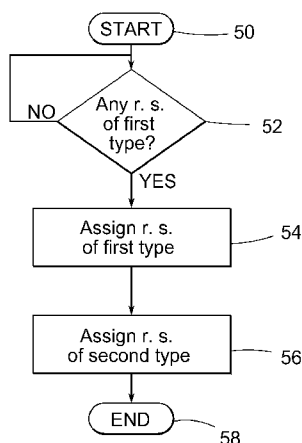 START
50
Any r. s.
of first
type?
NO
52
YES
Assign r. s.
of first type
54
Assign r. s.
of second type
56
END
58